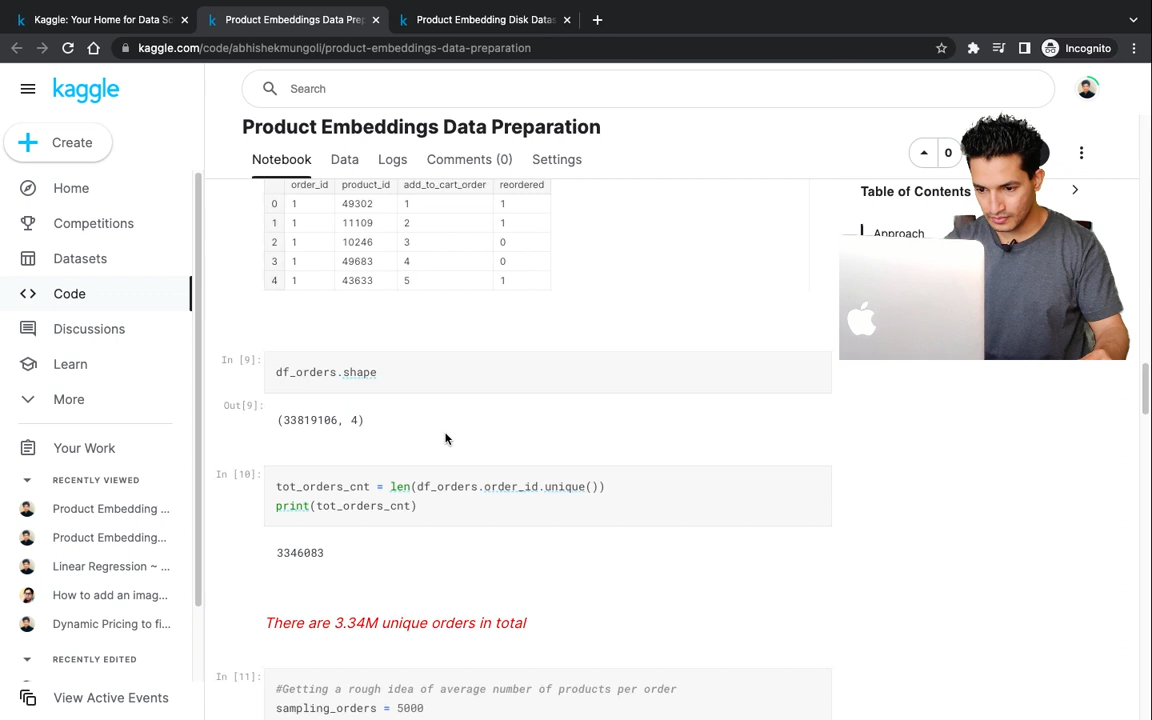 Kaggle: Your Home for Data Sc
Product Embeddings Data Prep
Product Embedding Disk Datas
kaggle.com/code/abhishekmungoli/product-embeddings-data-preparation
Incognito
kaggle
Search
Create
Product Embeddings Data Preparation
0
Notebook
Data
Logs
Comments (0)
Settings
Home
Competitions
Datasets
Code
Discussions
Learn
More
Your Work
RECENTLY VIEWED
Product Embedding ...
Product Embedding...
Linear Regression ~ ...
How to add an imag...
Dynamic Pricing to fi...
RECENTLY EDITED
View Active Events
Table of Contents
Approach
order_id product_id add_to_cart_order reordered
0 1 49302 1 1
1 1 11109 2 1
2 1 10246 3 0
3 1 49683 4 0
4 1 43633 5 1
In [9]:
df_orders.shape
Out[9]:
(33819106, 4)
In [10]:
tot_orders_cnt = len(df_orders.order_id.unique())
print(tot_orders_cnt)
3346083
There are 3.34M unique orders in total
In [11]:
#Getting a rough idea of average number of products per order
sampling_orders = 5000